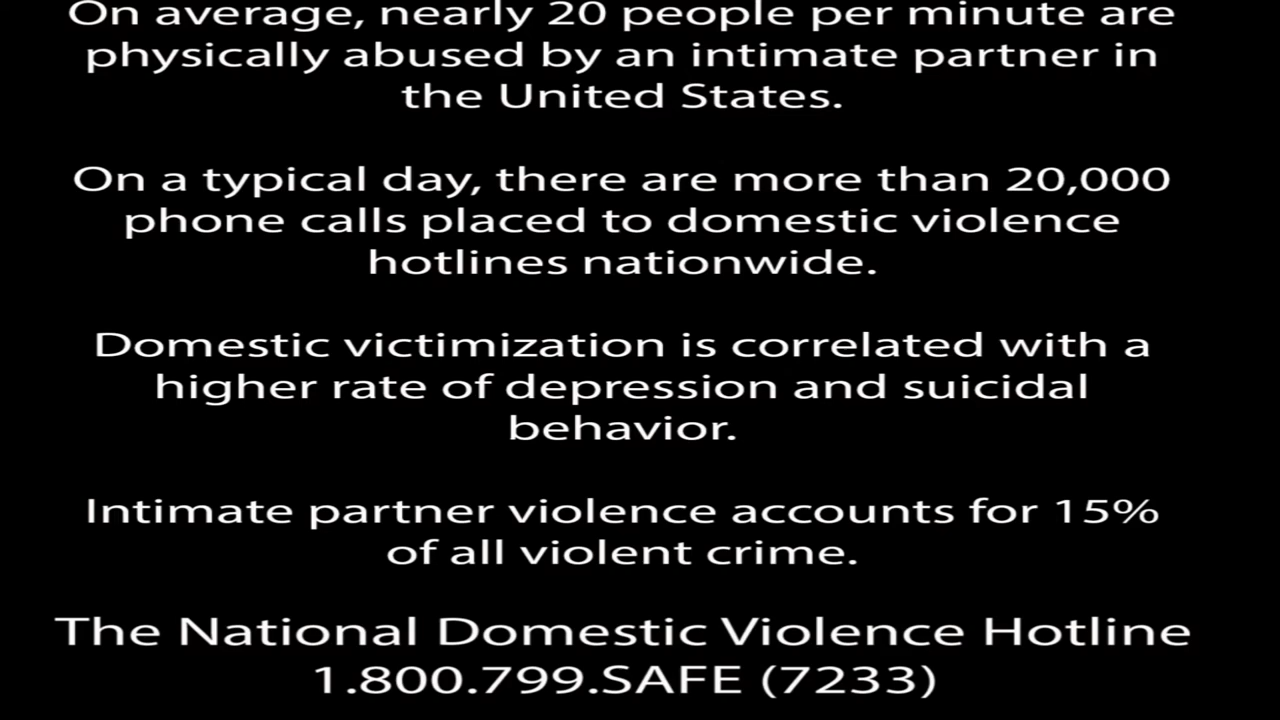 On average, nearly 20 people per minute are
physically abused by an intimate partner in
the United States.
On a typical day, there are more than 20,000
phone calls placed to domestic violence
hotlines nationwide.
Domestic victimization is correlated with a
higher rate of depression and suicidal
behavior.
Intimate partner violence accounts for 15%
of all violent crime.
The National Domestic Violence Hotline
1.800.799.SAFE (7233)